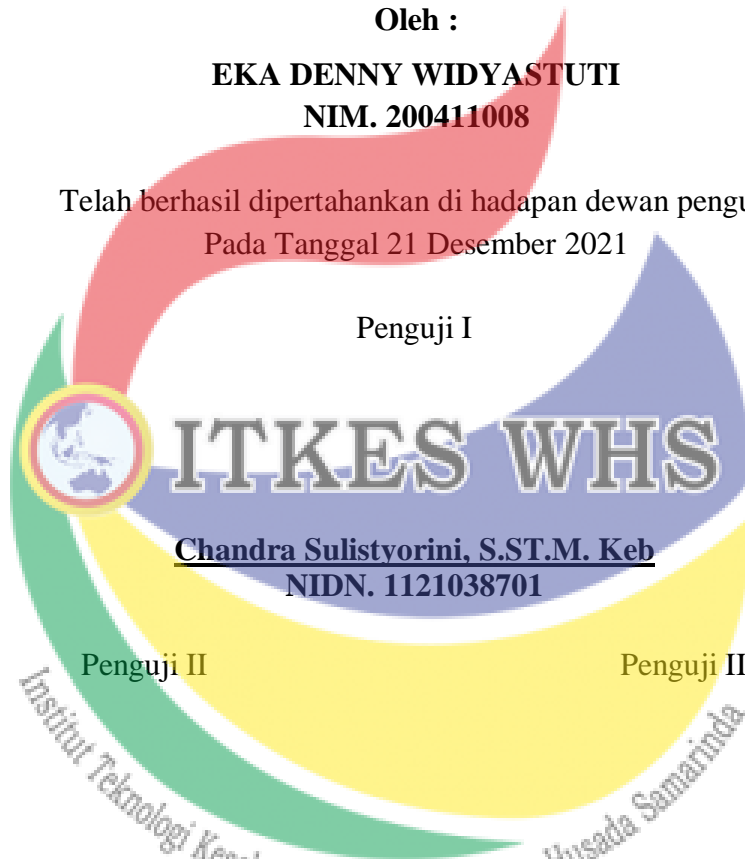 Oleh :
EKA DENNY WIDYASTUTI
NIM. 200411008
Telah berhasil dipertahankan di hadapan dewan pengu
Pada Tanggal 21 Desember 2021
Penguji I
ITKES WHS
Chandra Sulistyorini, S.ST.M. Keb
NIDN. 1121038701
Penguji II Penguji II
Institut Teknologi
Husada Samarinda